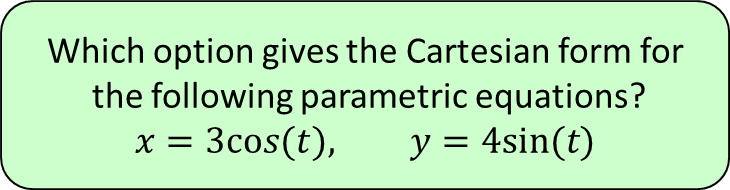 Which option gives the Cartesian form for
the following parametric equations?
x = 3cos(t), y = 4sin(t)